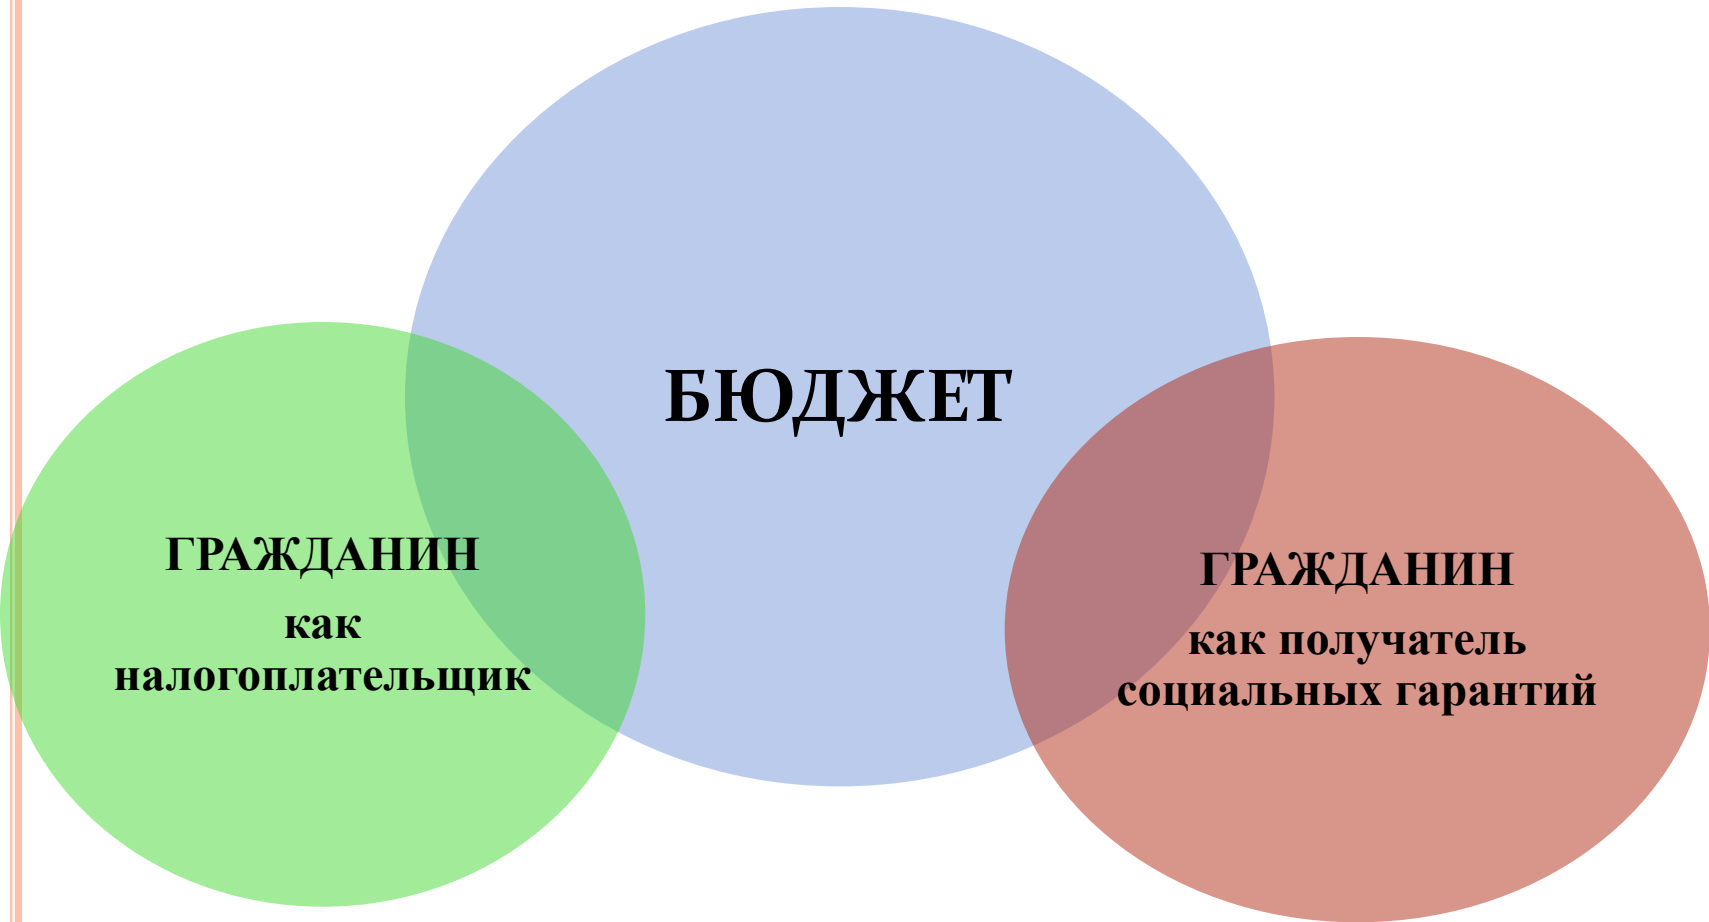 БЮДЖЕТ
ГРАЖДАНИН
как
налогоплательщик
ГРАЖДАНИН
как получатель
социальных гарантий